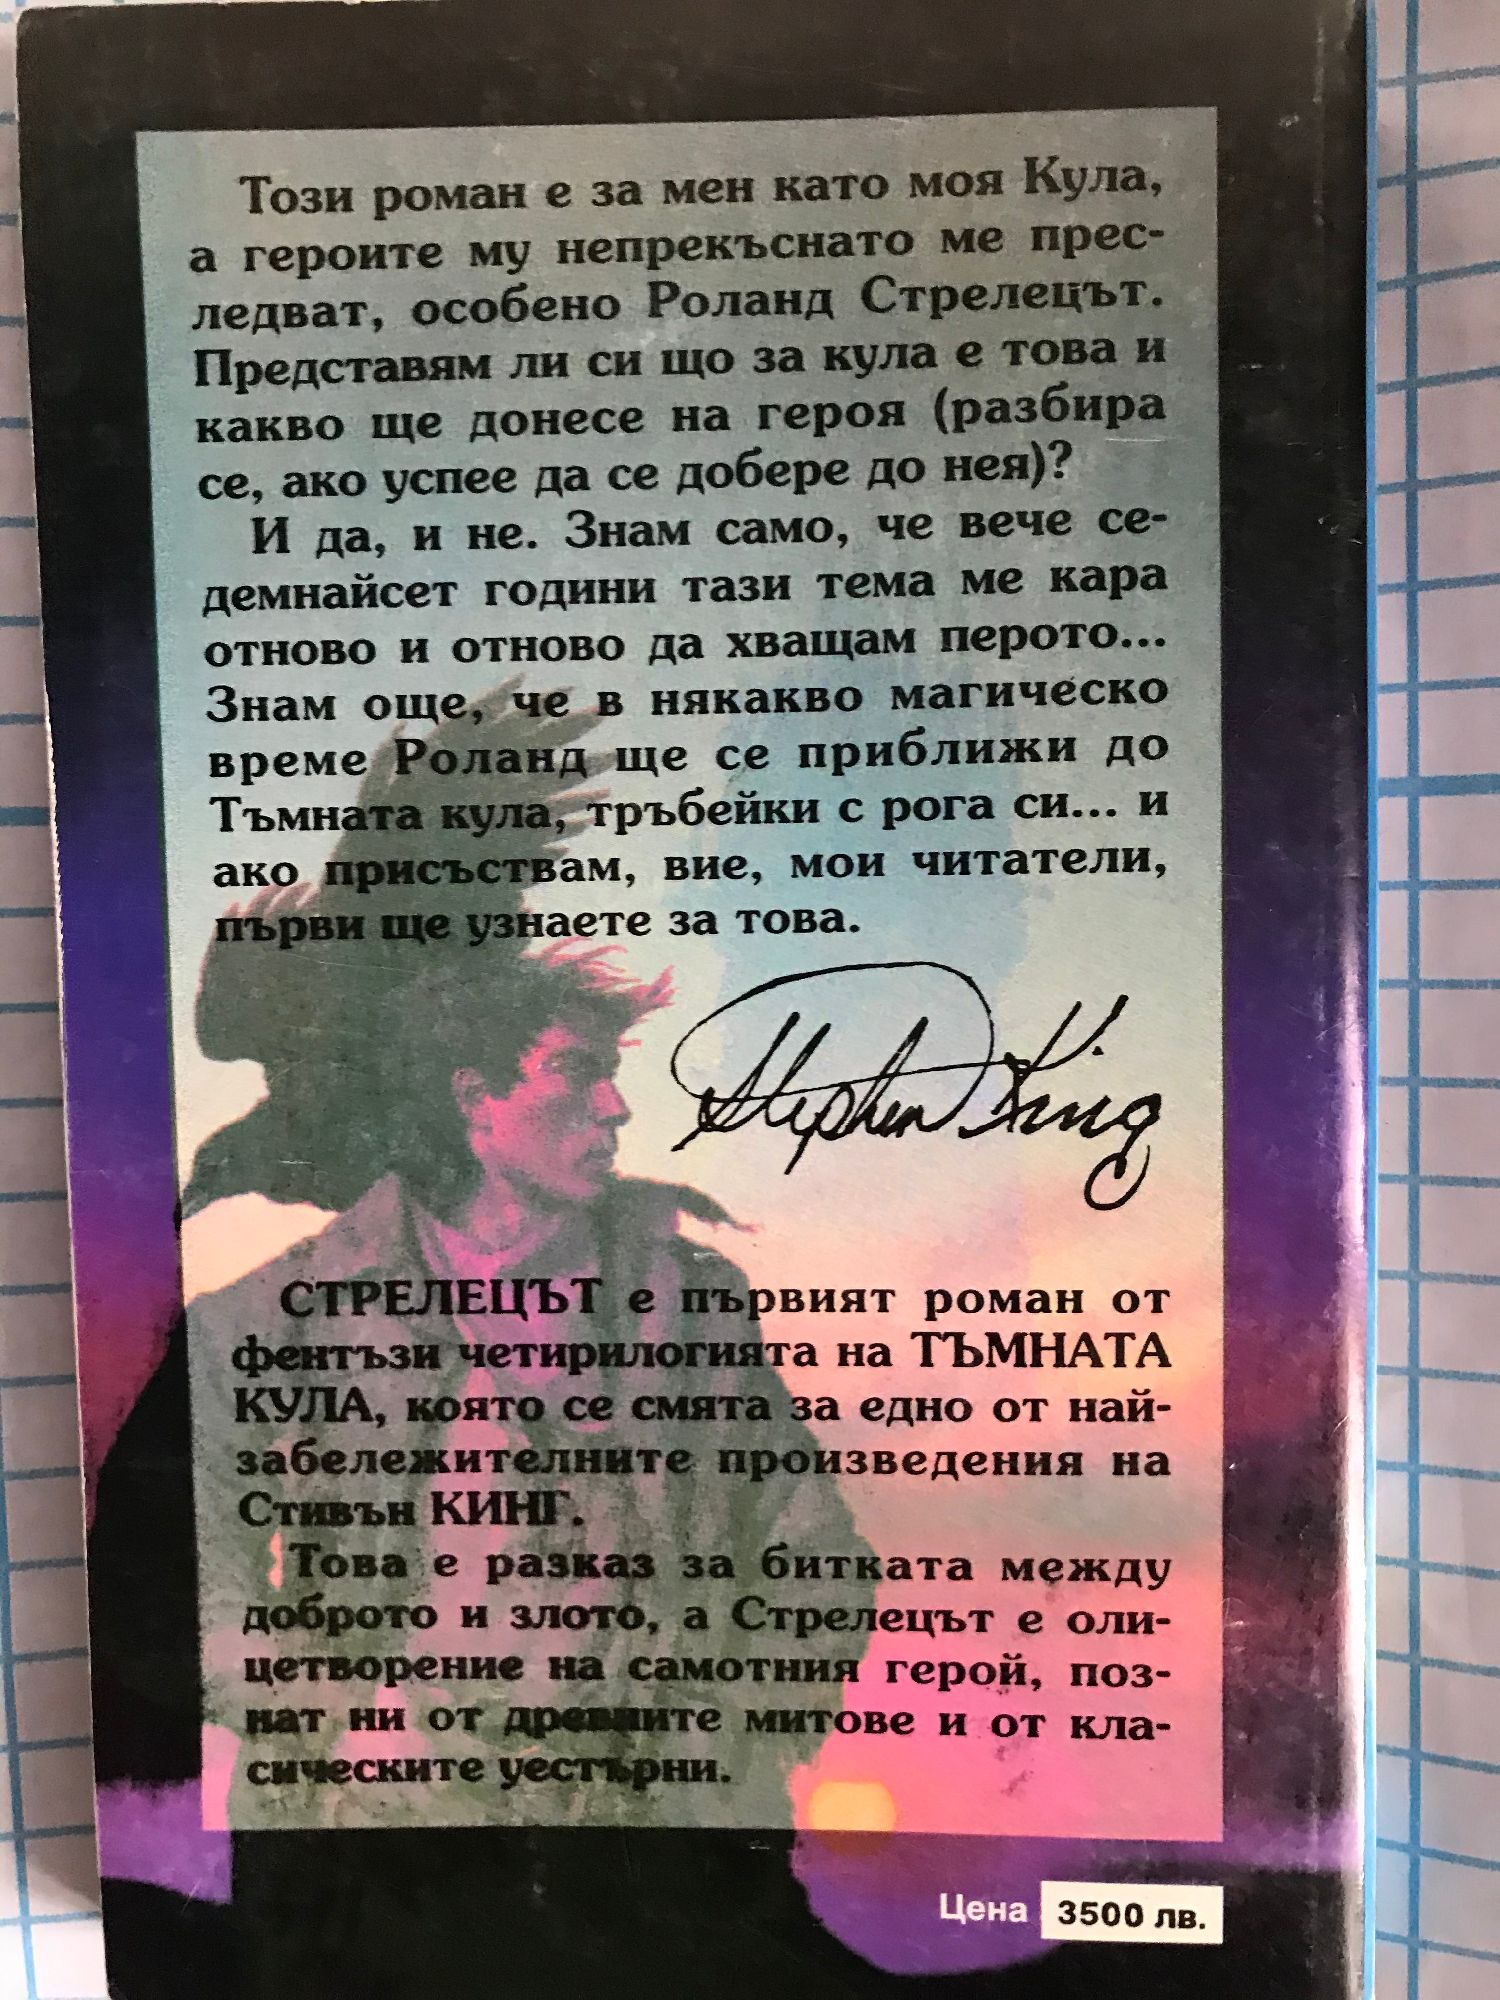 Този роман е за мен като моя Кула,
а героите му непрекъснато ме прес-
ледват, особено Роланд Стрелецът.
Представям ли си що за кула е това и
какво ще донесе на героя (разбира
се, ако успее да се добере до нея)?
И да, и не. Знам само, че вече се-
демнайсет години тази тема ме кара
отново и отново да хващам перото...
Знам още, че в някакво магическо
време Роланд ще се приближи до
Тъмната кула, тръбейки с рога си... и
ако присъствам, вие, мои читатели,
първи ще узнаете за това.
Stephen King
СТРЕЛЕЦЪТ е първият роман от
фентъзи четирилогията на ТЪМНАТА
КУЛА, която се смята за едно от най-
забележителните произведения на
Стивън КИНГ.
Това е разказ за битката между
доброто и злото, а Стрелецът е оли-
цетворение на самотния герой, поз-
нат ни от древните митове и от кла-
сическите уестърни.
Цена 3500 лв.